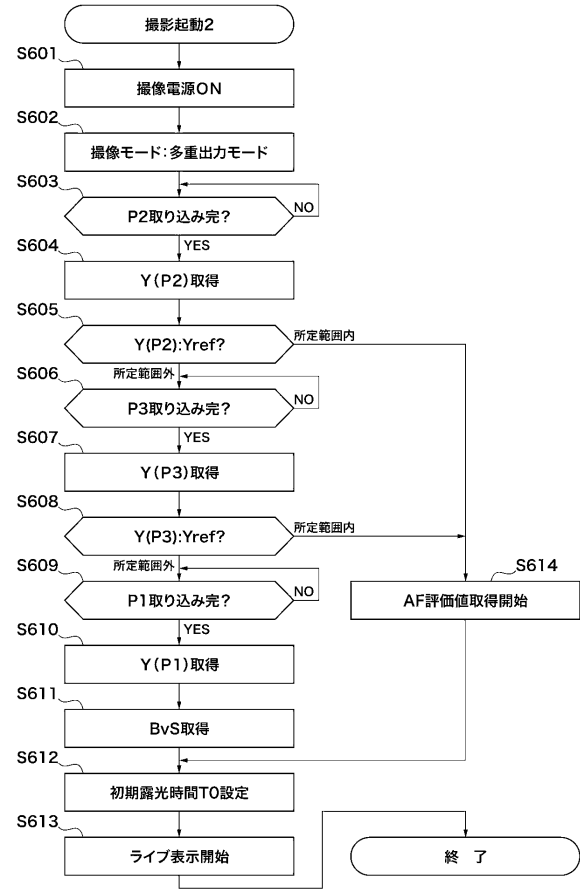 撮影起動2
S601
撮像電源ON
S602
撮像モード:多重出力モード
S603
P2取り込み完?
NO
YES
S604
Y(P2)取得
S605
Y(P2):Yref?
所定範囲内
所定範囲外
S606
P3取り込み完?
NO
YES
S607
Y(P3)取得
S608
Y(P3):Yref?
所定範囲内
所定範囲外
S609
P1取り込み完?
NO
S614
AF評価値取得開始
YES
S610
Y(P1)取得
S611
BvS取得
S612
初期露光時間T0設定
S613
ライブ表示開始
終 了